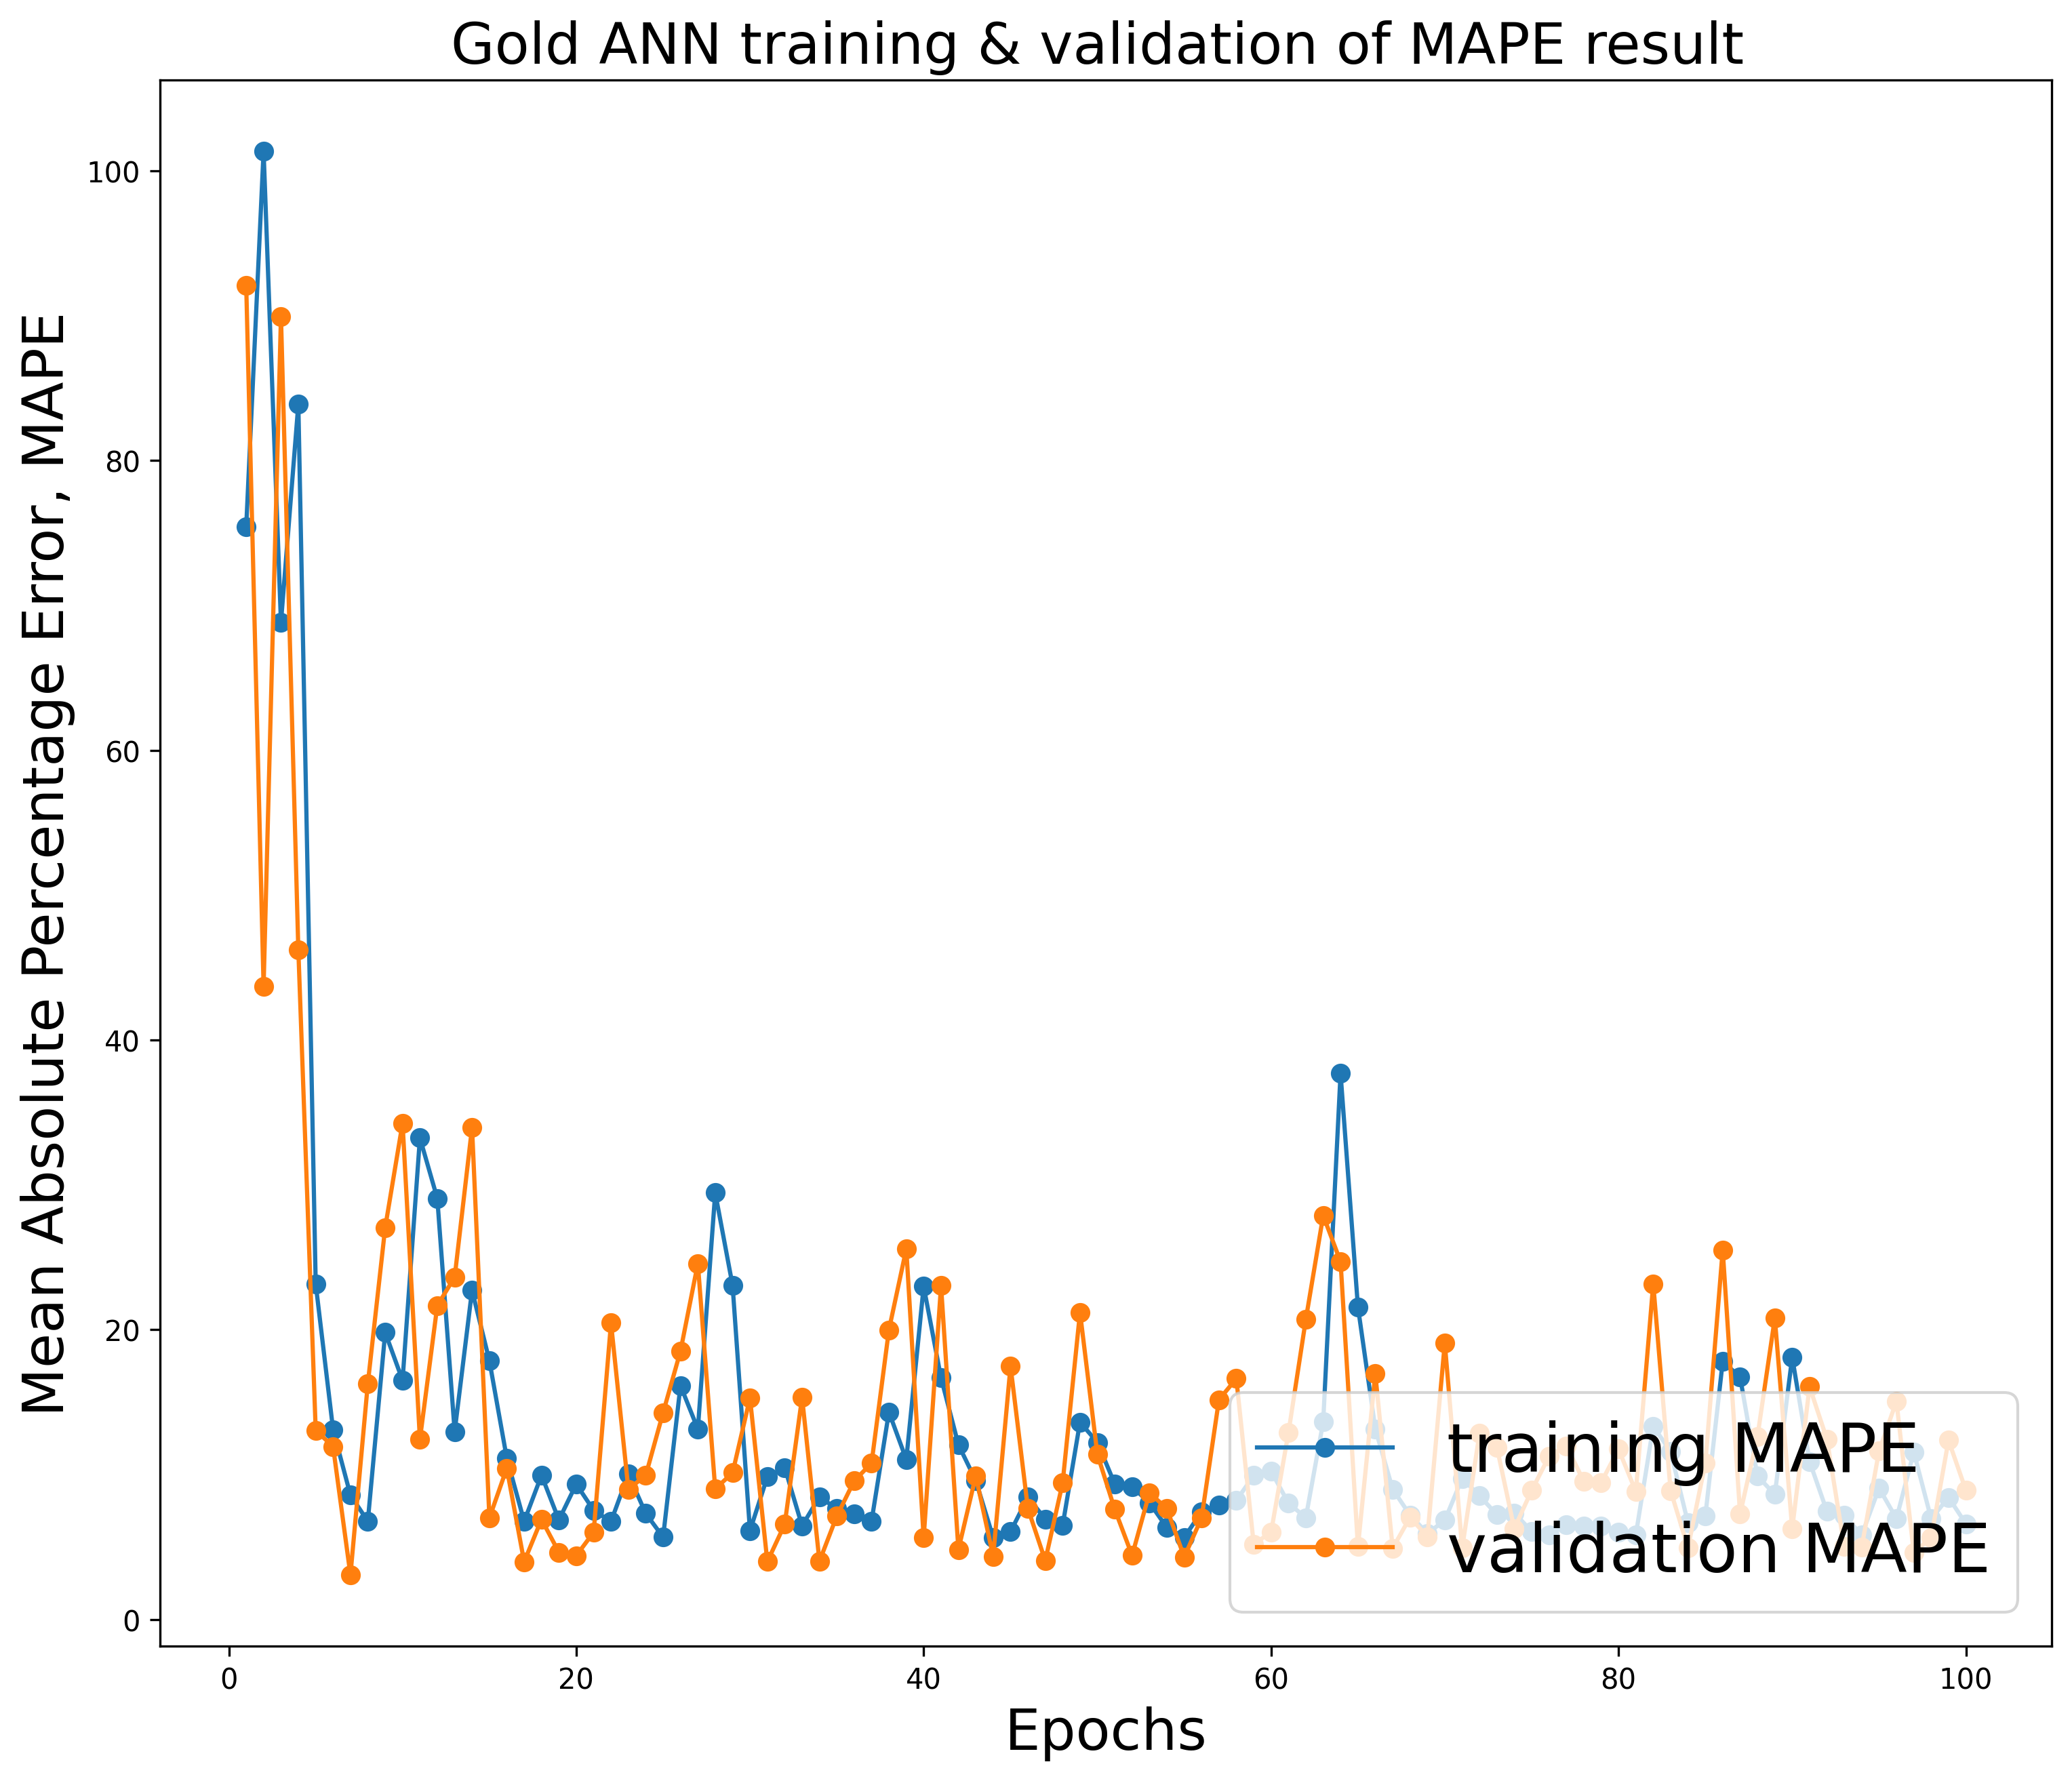 Gold ANN training & validation of MAPE result
Mean Absolute Percentage Error, MAPE
100
80
60
40
20
0
training MAPE
validation MAPE
0 20 40 60 80 100
Epochs